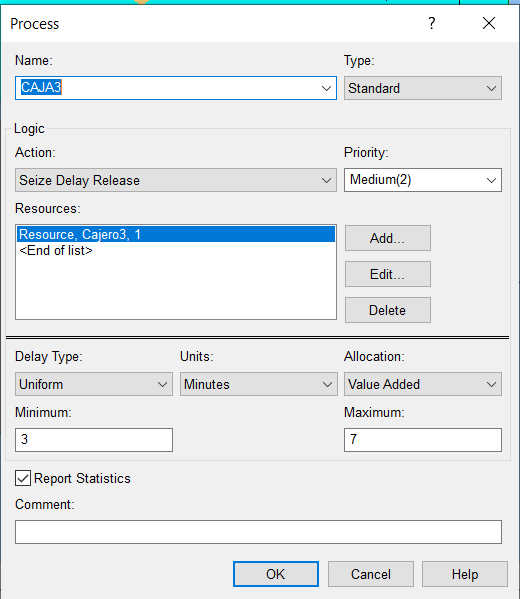 Process
?
Name:
Type:
CAJA3
Standard
Logic
Action:
Priority:
Seize Delay Release
Medium(2)
Resources:
Resource, Cajero3, 1
<End of list>
Add...
Edit...
Delete
Delay Type:
Units:
Allocation:
Uniform
Minutes
Value Added
Minimum:
Maximum:
3
7
Report Statistics
Comment:
OK
Cancel
Help